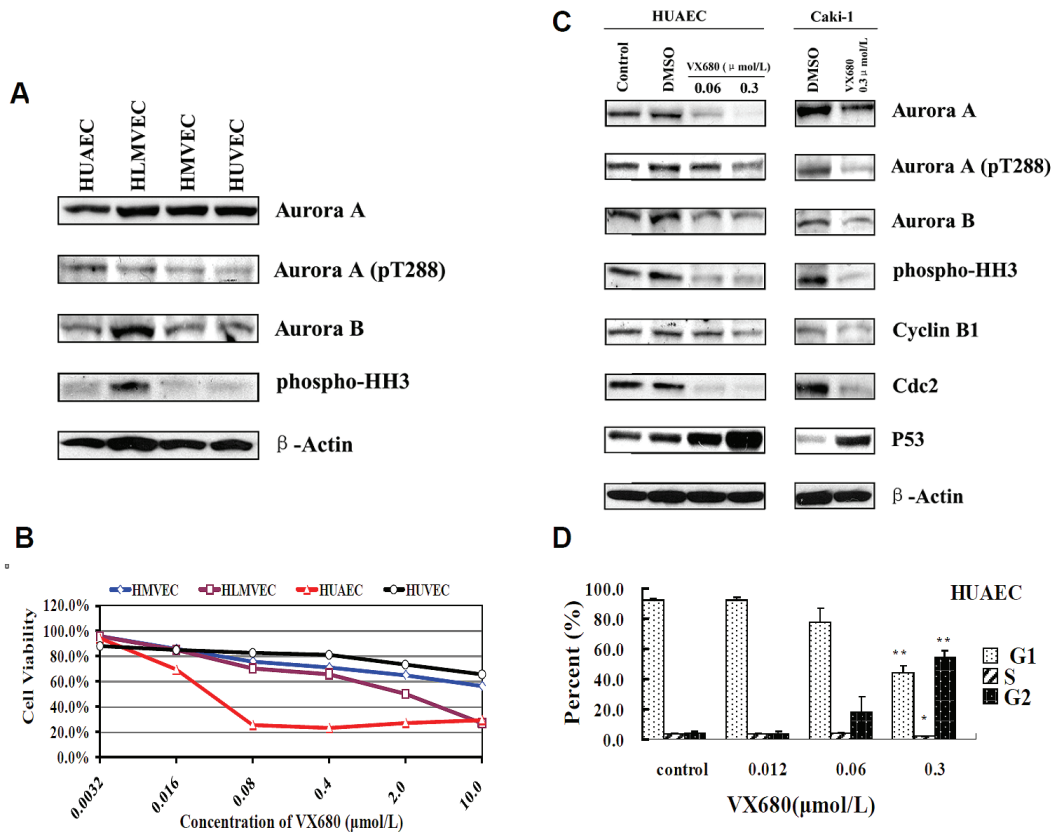 A
HUAEC
HLMVEC
HMVEC
HUVEC
Aurora A
Aurora A (pT288)
Aurora B
phospho-HH3
β-Actin
B
HMVEC HLMVEC HUAEC HUVEC
Cell Viability
120.0%
100.0%
80.0%
60.0%
40.0%
20.0%
0.0%
0.0032 0.016 0.08 0.4 2.0 10.0
Concentration of VX680 (μmol/L)
C
HUAEC Caki-1
Control
DMSO
VX680 ( μ mol/L)
0.06 0.3
DMSO
VX680
0.3 μ mol/L
Aurora A
Aurora A (pT288)
Aurora B
phospho-HH3
Cyclin B1
Cdc2
P53
β-Actin
D
HUAEC
Percent (%)
100.0
80.0
60.0
40.0
20.0
0.0
** * **
G1
S
G2
control 0.012 0.06 0.3
VX680(μmol/L)